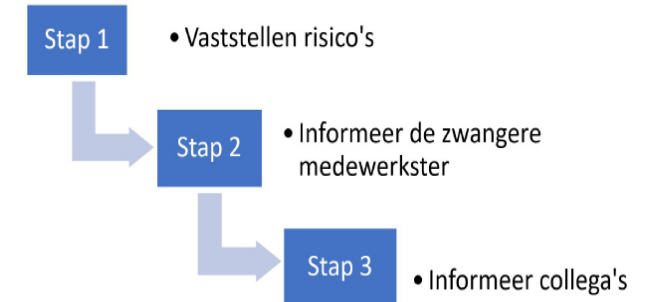 Stap 1
• Vaststellen risico's
Stap 2
• Informeer de zwangere
medewerkster
Stap 3
• Informeer collega's